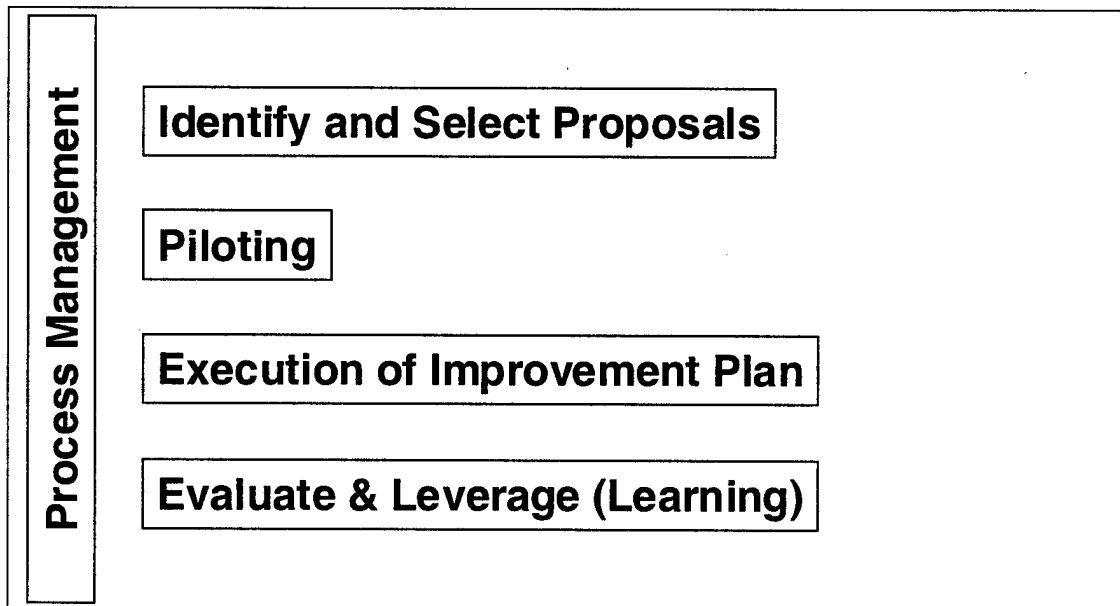 Process Management
Identify and Select Proposals
Piloting
Execution of Improvement Plan
Evaluate & Leverage (Learning)